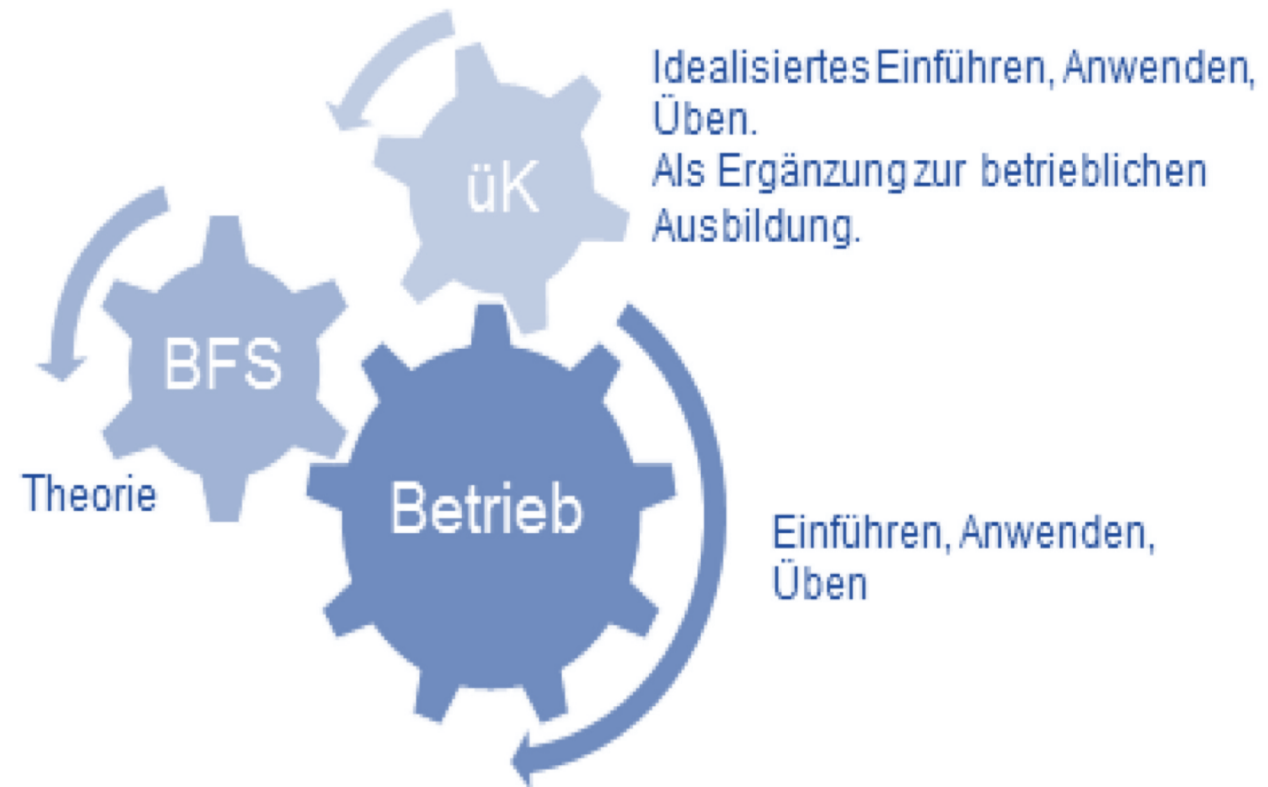 Idealisiertes Einführen, Anwenden,
Üben.
Als Ergänzung zur betrieblichen
Ausbildung.
üK
BFS
Theorie
Betrieb
Einführen, Anwenden,
Üben